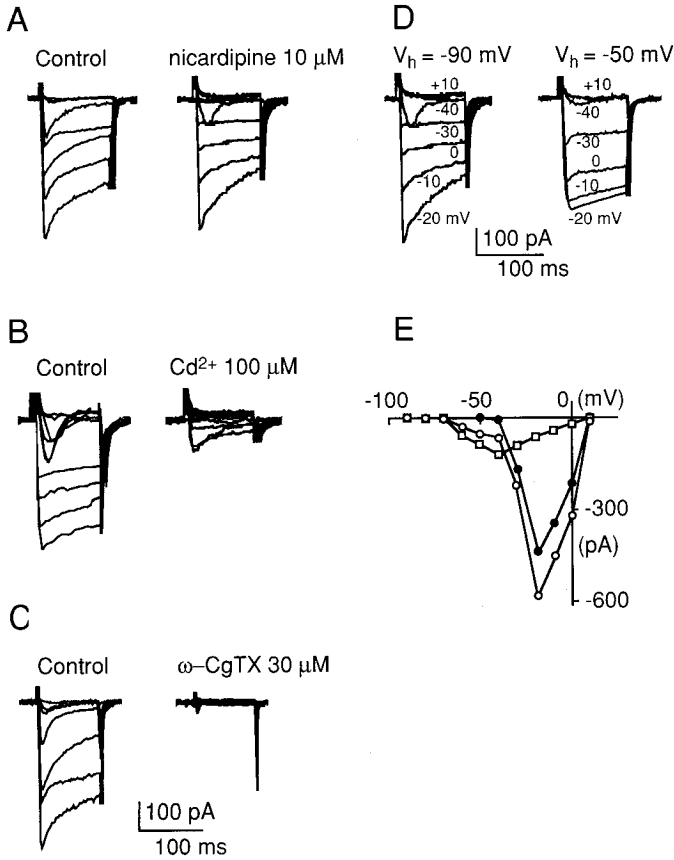 A
Control
nicardipine 10 μM
D
Vh = -90 mV
Vh = -50 mV
+10
-40
-30
0
-10
-20 mV
+10
-40
-30
0
-10
-20 mV
100 pA
100 ms
B
Control
Cd2+ 100 μM
E
-100
-50
0
(mV)
-300
(pA)
-600
C
Control
ω–CgTX 30 μM
100 pA
100 ms